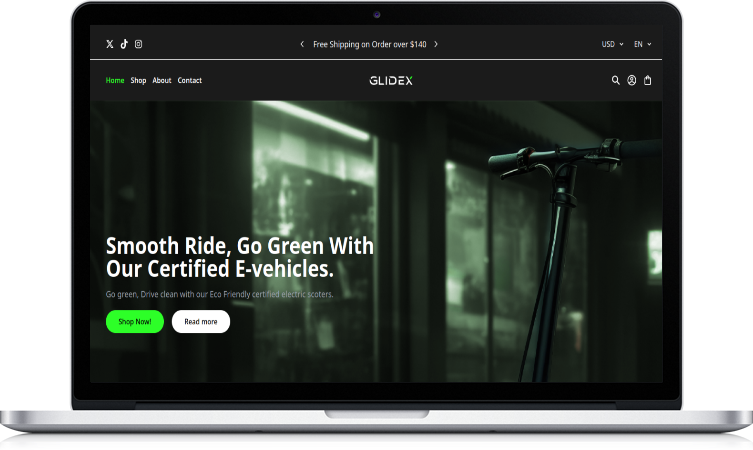 Free Shipping on Order over $140
USD
EN
Home
Shop
About
Contact
GLIDEX
Smooth Ride, Go Green With
Our Certified E-vehicles.
Go green, Drive clean with our Eco Friendly certified electric scoters.
Shop Now!
Read more